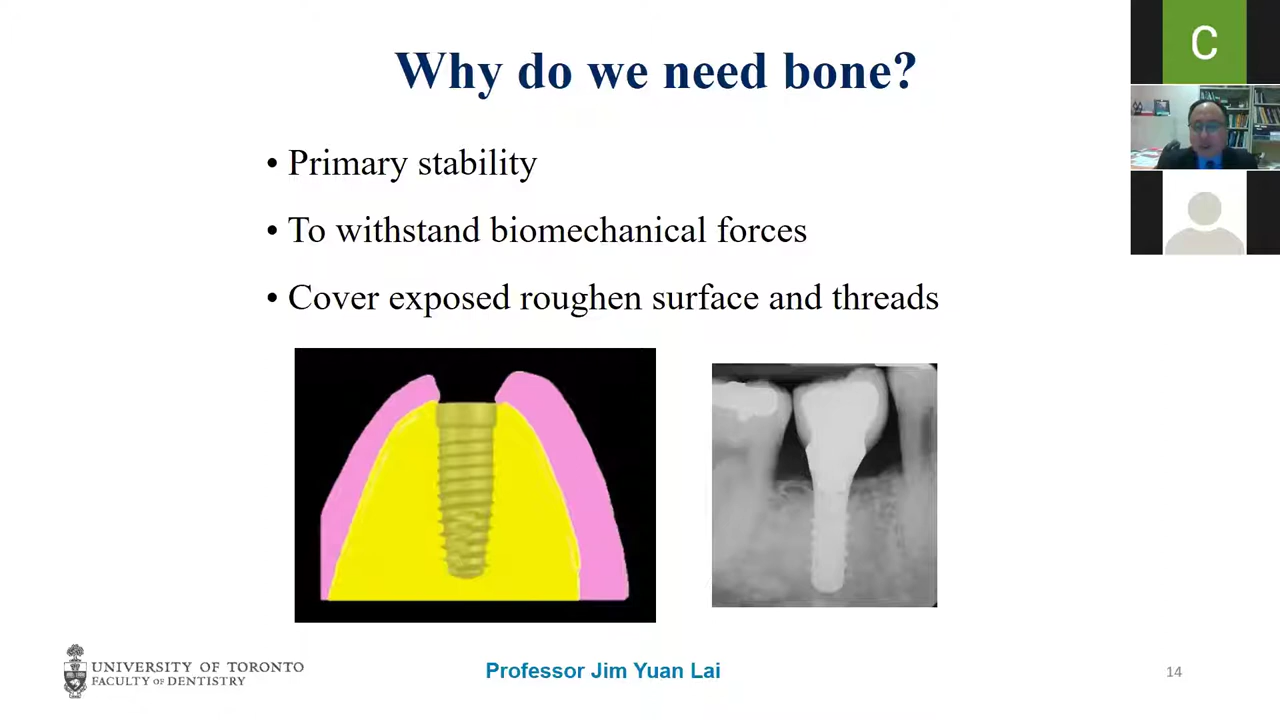 Why do we need bone?
C
• Primary stability
• To withstand biomechanical forces
• Cover exposed roughen surface and threads
UNIVERSITY OF TORONTO
FACULTY OF DENTISTRY
Professor Jim Yuan Lai
14